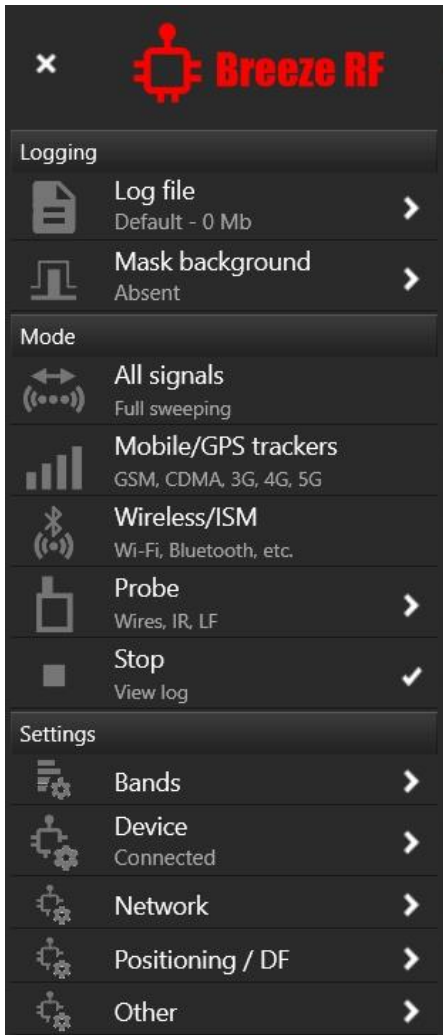 Breeze RF
Logging
Log file
Default - 0 Mb
Mask background
Absent
Mode
All signals
Full sweeping
Mobile/GPS trackers
GSM, CDMA, 3G, 4G, 5G
Wireless/ISM
Wi-Fi, Bluetooth, etc.
Probe
Wires, IR, LF
Stop
View log
Settings
Bands
Device
Connected
Network
Positioning / DF
Other